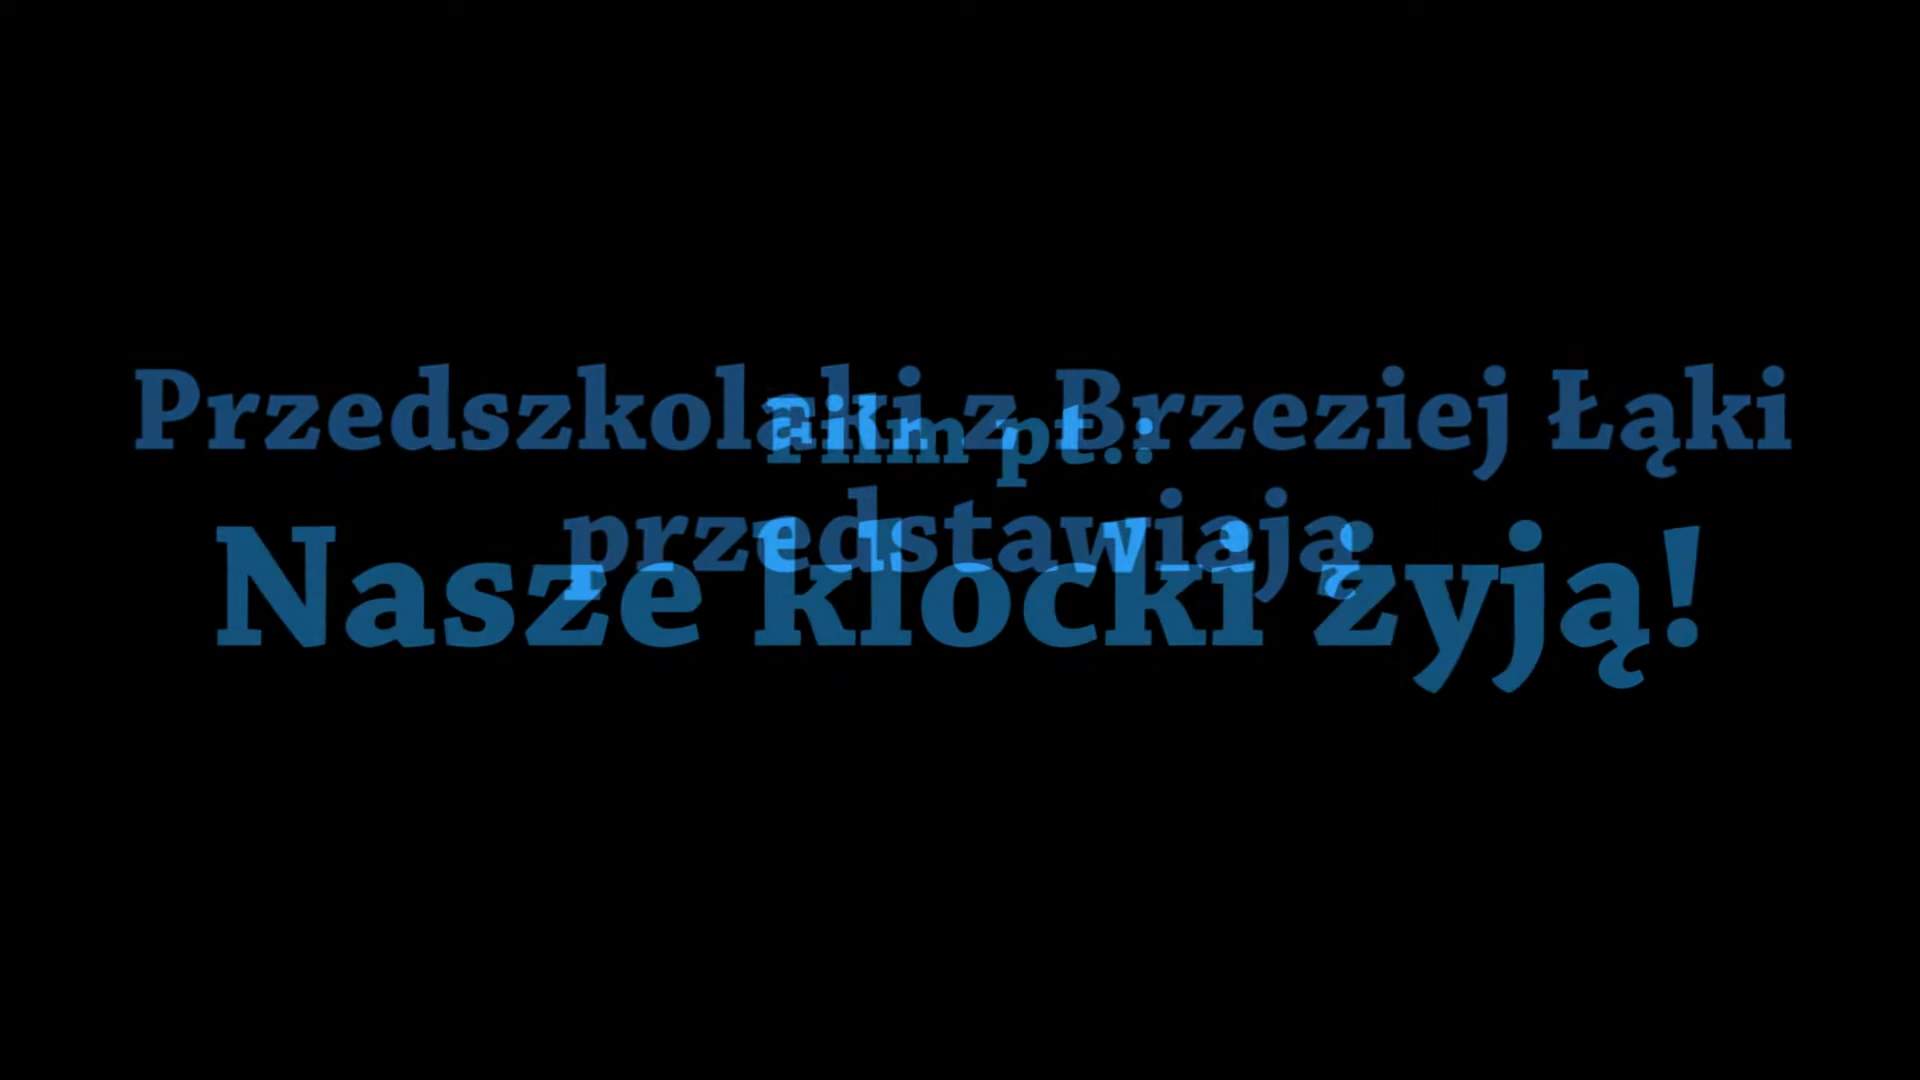 Przedszkolaki z Brzeziej Łąki
przedstawiają
Film pt.:
Nasze klocki żyją!